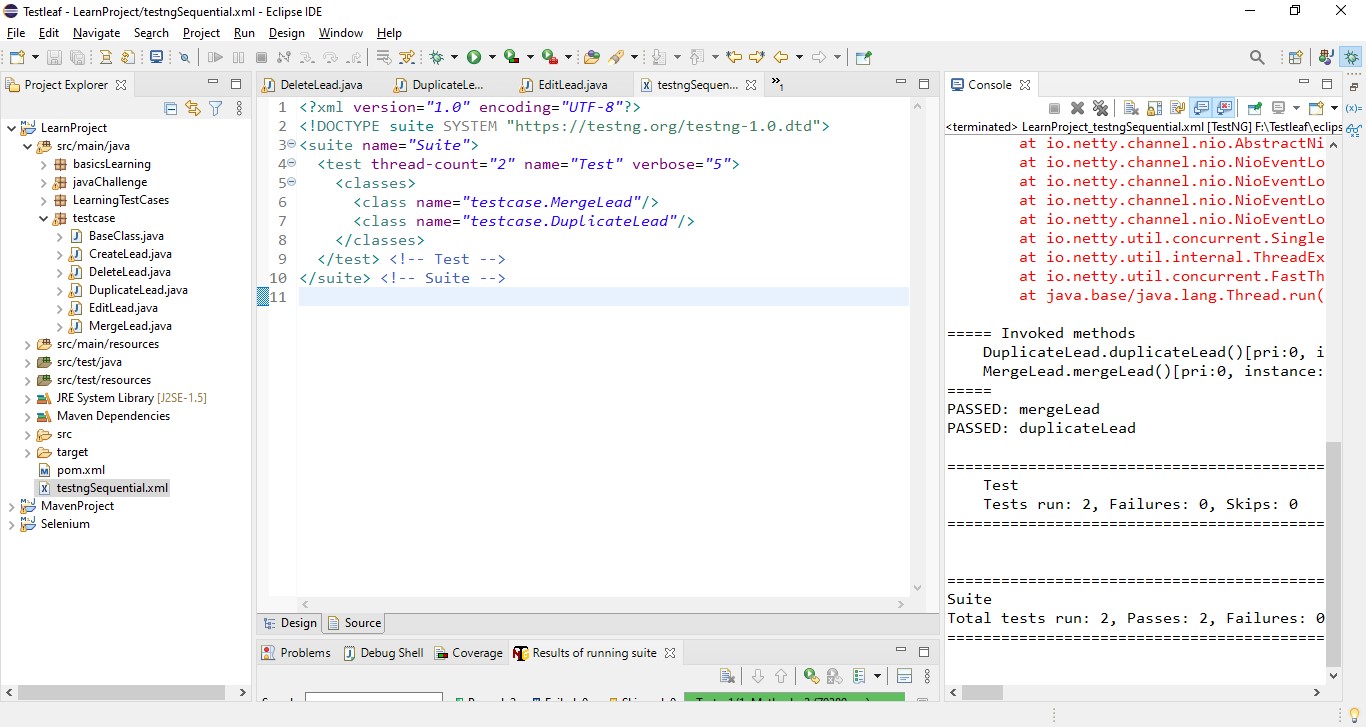 Testleaf - LearnProject/testngSequential.xml - Eclipse IDE
File Edit Navigate Search Project Run Design Window Help
Project Explorer
LearnProject
src/main/java
basicsLearning
javaChallenge
LearningTestCases
testcase
BaseClass.java
CreateLead.java
DeleteLead.java
DuplicateLead.java
EditLead.java
MergeLead.java
src/main/resources
src/test/java
src/test/resources
JRE System Library [J2SE-1.5]
Maven Dependencies
src
target
pom.xml
testngSequential.xml
MavenProject
Selenium
DeleteLead.java DuplicateLe... EditLead.java testngSequen... »1
1 <?xml version="1.0" encoding="UTF-8"?>
2 <!DOCTYPE suite SYSTEM "https://testng.org/testng-1.0.dtd">
3 <suite name="Suite">
4 <test thread-count="2" name="Test" verbose="5">
5 <classes>
6 <class name="testcase.MergeLead"/>
7 <class name="testcase.DuplicateLead"/>
8 </classes>
9 </test> <!-- Test -->
10 </suite> <!-- Suite -->
11
Design Source
Problems Debug Shell Coverage Results of running suite
Console
<terminated> LearnProject_testngSequential.xml [TestNG] F:\Testleaf\eclips
at io.netty.channel.nio.AbstractNi
at io.netty.channel.nio.NioEventLo
at io.netty.channel.nio.NioEventLo
at io.netty.channel.nio.NioEventLo
at io.netty.channel.nio.NioEventLo
at io.netty.util.concurrent.Single
at io.netty.util.internal.ThreadEx
at io.netty.util.concurrent.FastTh
at java.base/java.lang.Thread.run(
===== Invoked methods
DuplicateLead.duplicateLead()[pri:0, i
MergeLead.mergeLead()[pri:0, instance:
=====
PASSED: mergeLead
PASSED: duplicateLead
==========================================
Test
Tests run: 2, Failures: 0, Skips: 0
==========================================
==========================================
Suite
Total tests run: 2, Passes: 2, Failures: 0
==========================================